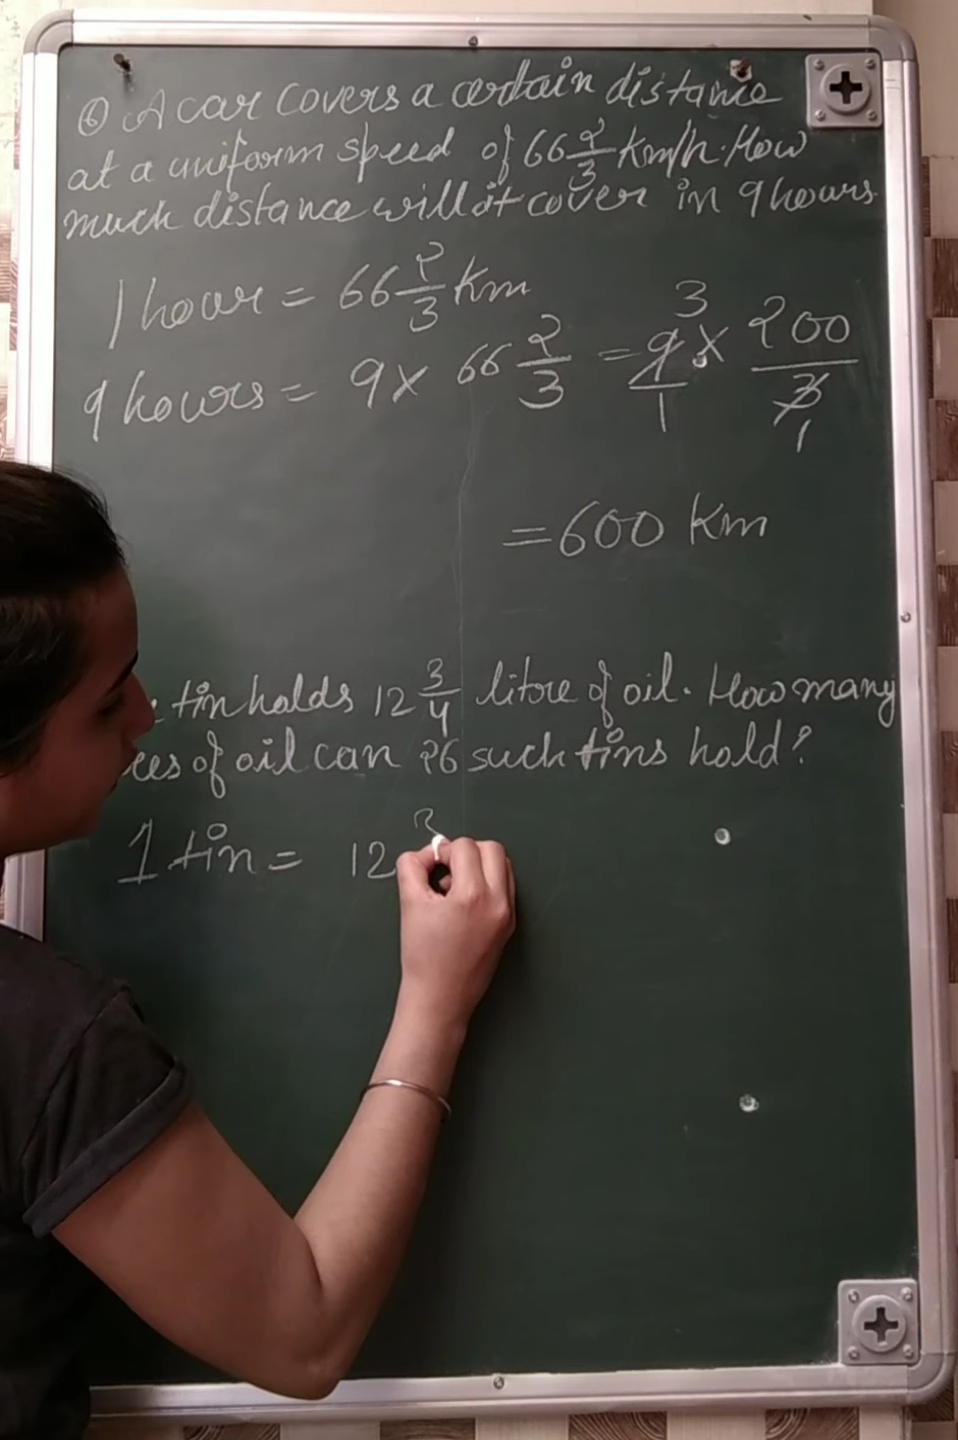 ⑥ A car covers a certain distance
at a uniform speed of 66 2/3 Km/h. How
much distance will it cover in 9 hours.
1 hour = 66 2/3 Km
9 hours = 9 x 66 2/3 = 9/1 x 200/3
3
1
= 600 Km
tin holds 12 3/4 litre of oil. How many
of oil can 26 such tins hold?
1 tin = 12 3